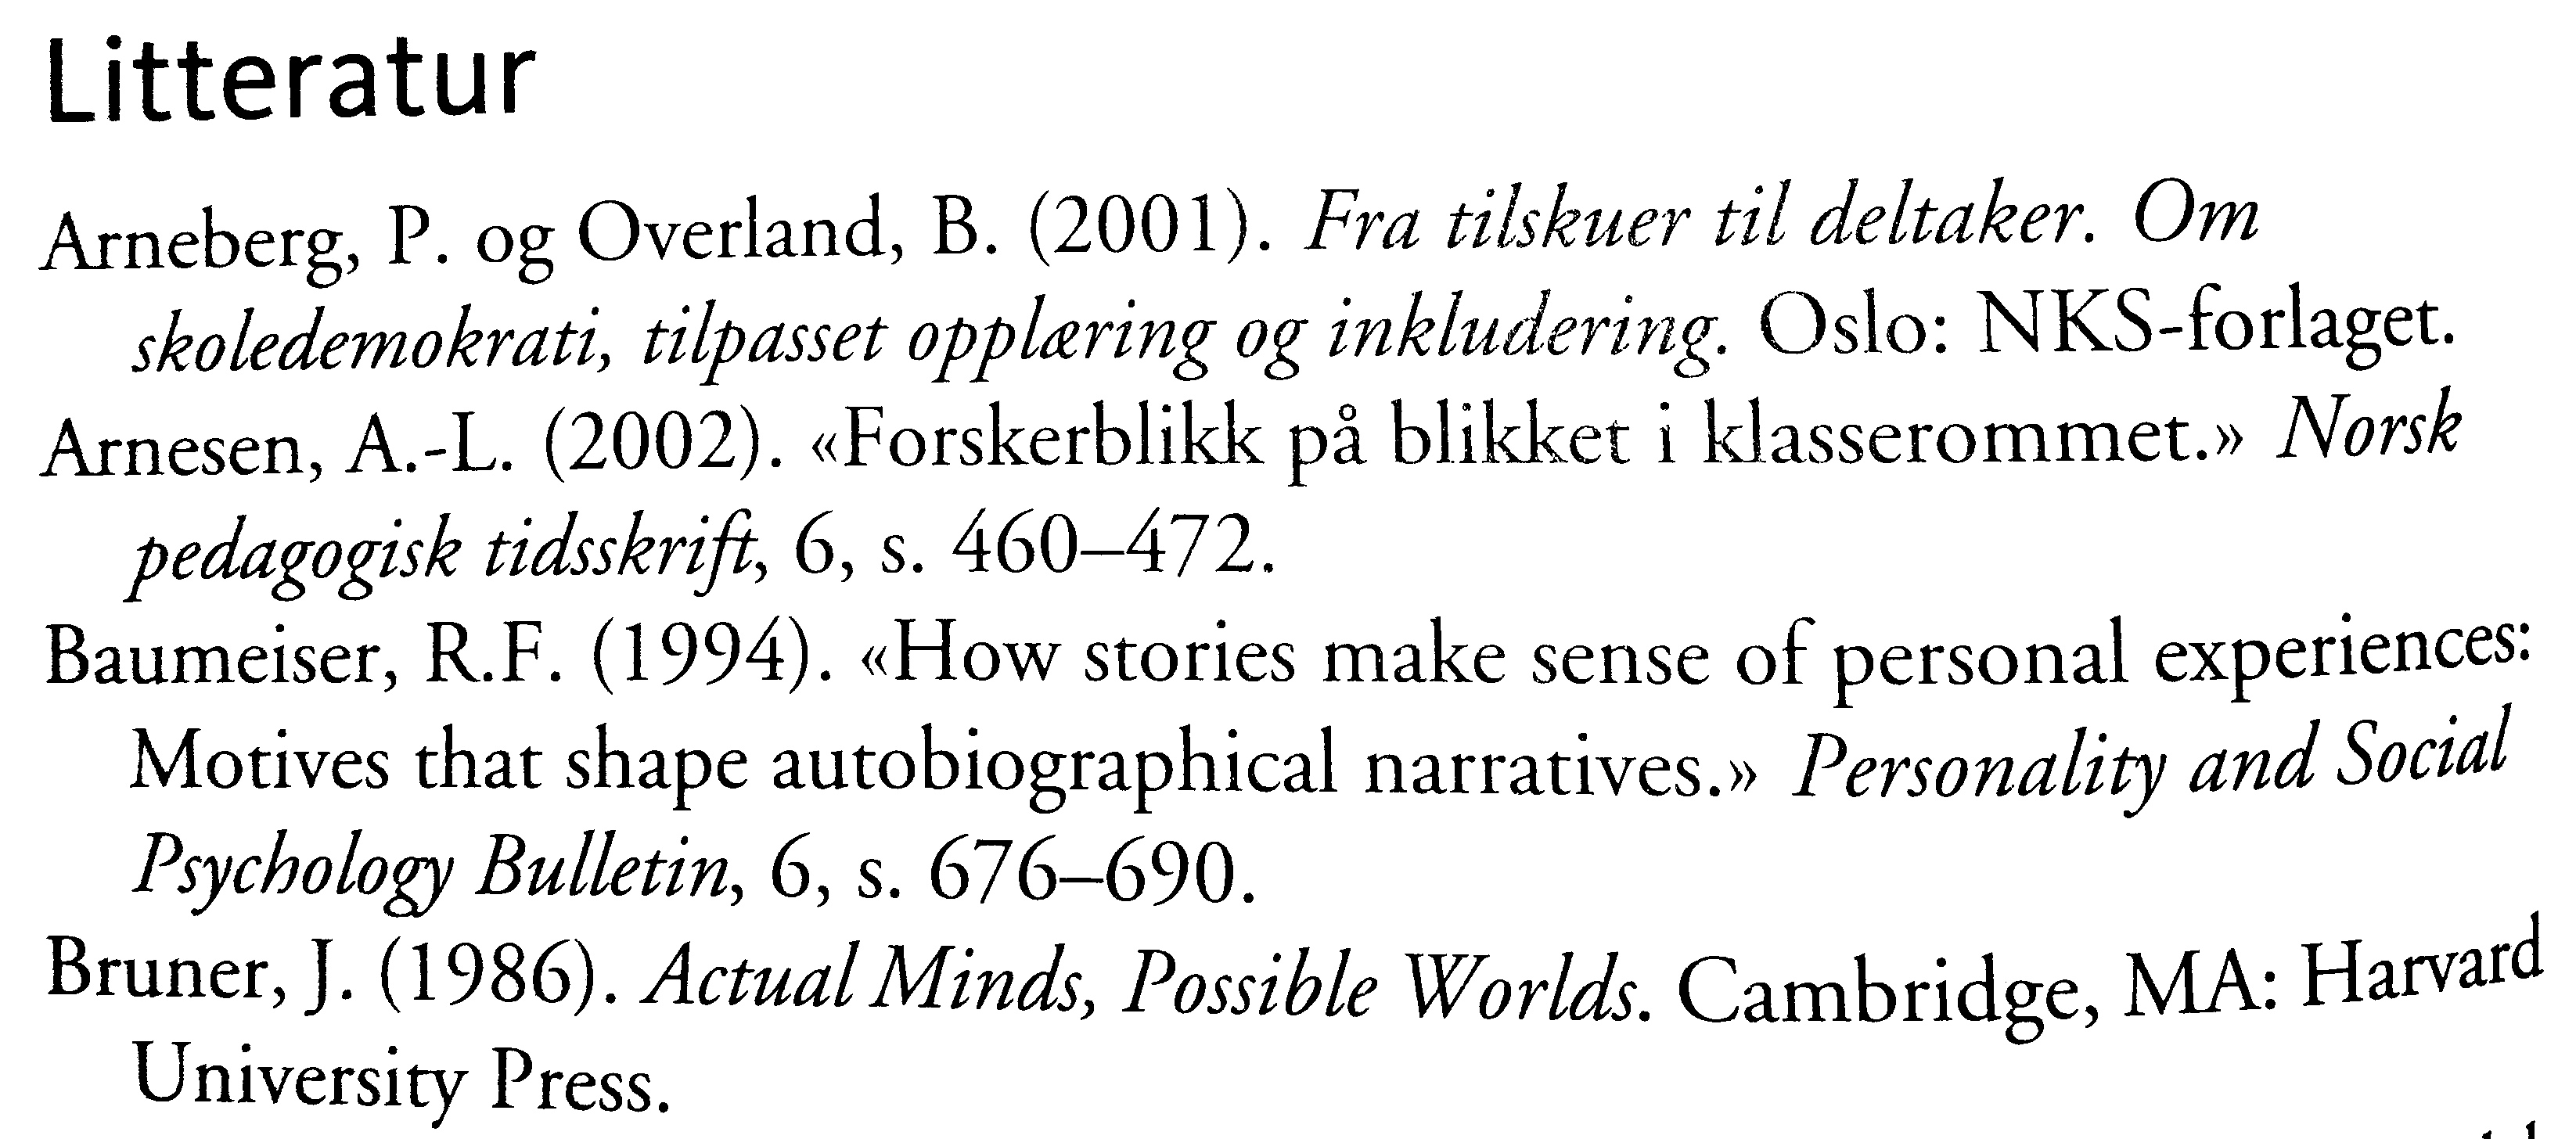 Litteratur
Arneberg, P. og Overland, B. (2001). Fra tilskuer til deltaker. Om
skoledemokrati, tilpasset opplæring og inkludering. Oslo: NKS-forlaget.
Arnesen, A.-L. (2002). «Forskerblikk på blikket i klasserommet.» Norsk
pedagogisk tidsskrift, 6, s. 460–472.
Baumeiser, R.F. (1994). «How stories make sense of personal experiences:
Motives that shape autobiographical narratives.» Personality and Social
Psychology Bulletin, 6, s. 676–690.
Bruner, J. (1986). Actual Minds, Possible Worlds. Cambridge, MA: Harvard
University Press.